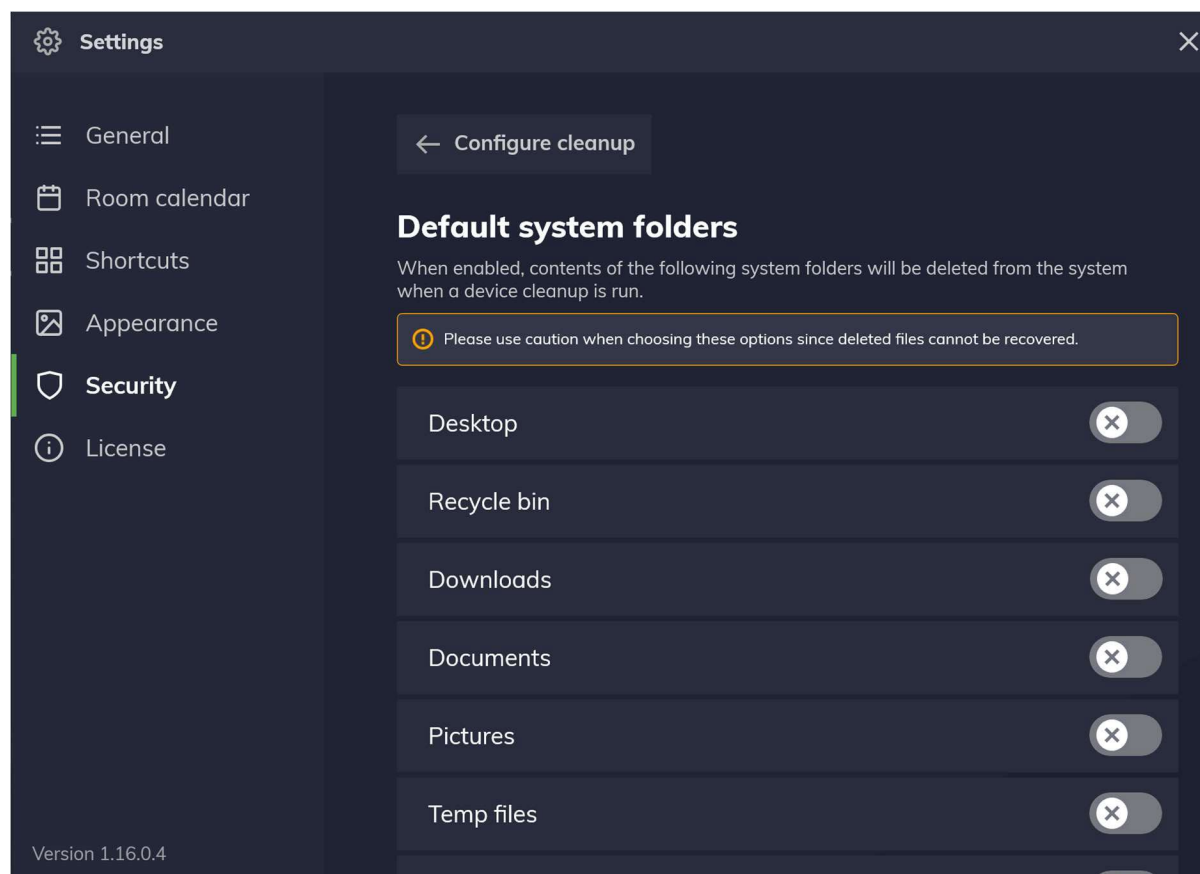 Settings
General
Room calendar
Shortcuts
Appearance
Security
License
Version 1.16.0.4
Configure cleanup
Default system folders
When enabled, contents of the following system folders will be deleted from the system
when a device cleanup is run.
Please use caution when choosing these options since deleted files cannot be recovered.
Desktop
Recycle bin
Downloads
Documents
Pictures
Temp files